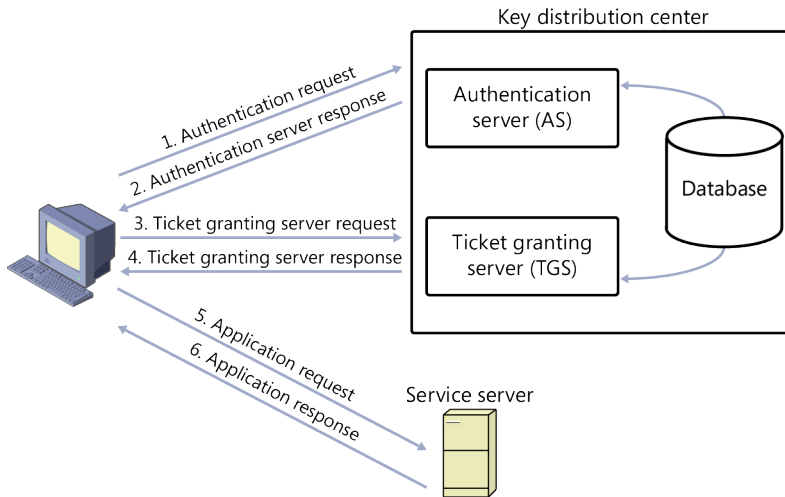 Key distribution center
1. Authentication request
2. Authentication server response
Authentication
server (AS)
Database
3. Ticket granting server request
4. Ticket granting server response
Ticket granting
server (TGS)
5. Application request
6. Application response
Service server